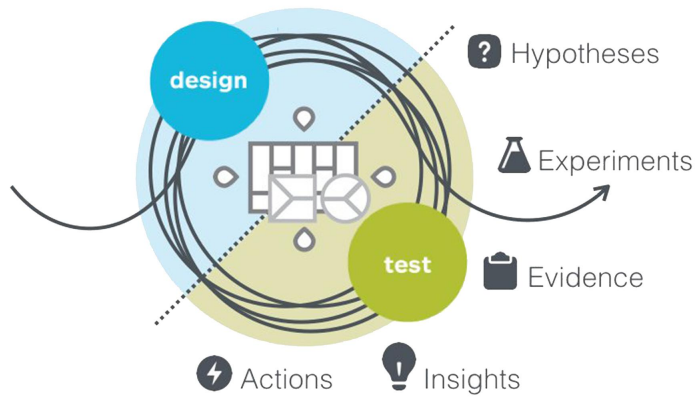 design
Hypotheses
Experiments
test
Evidence
Actions
Insights